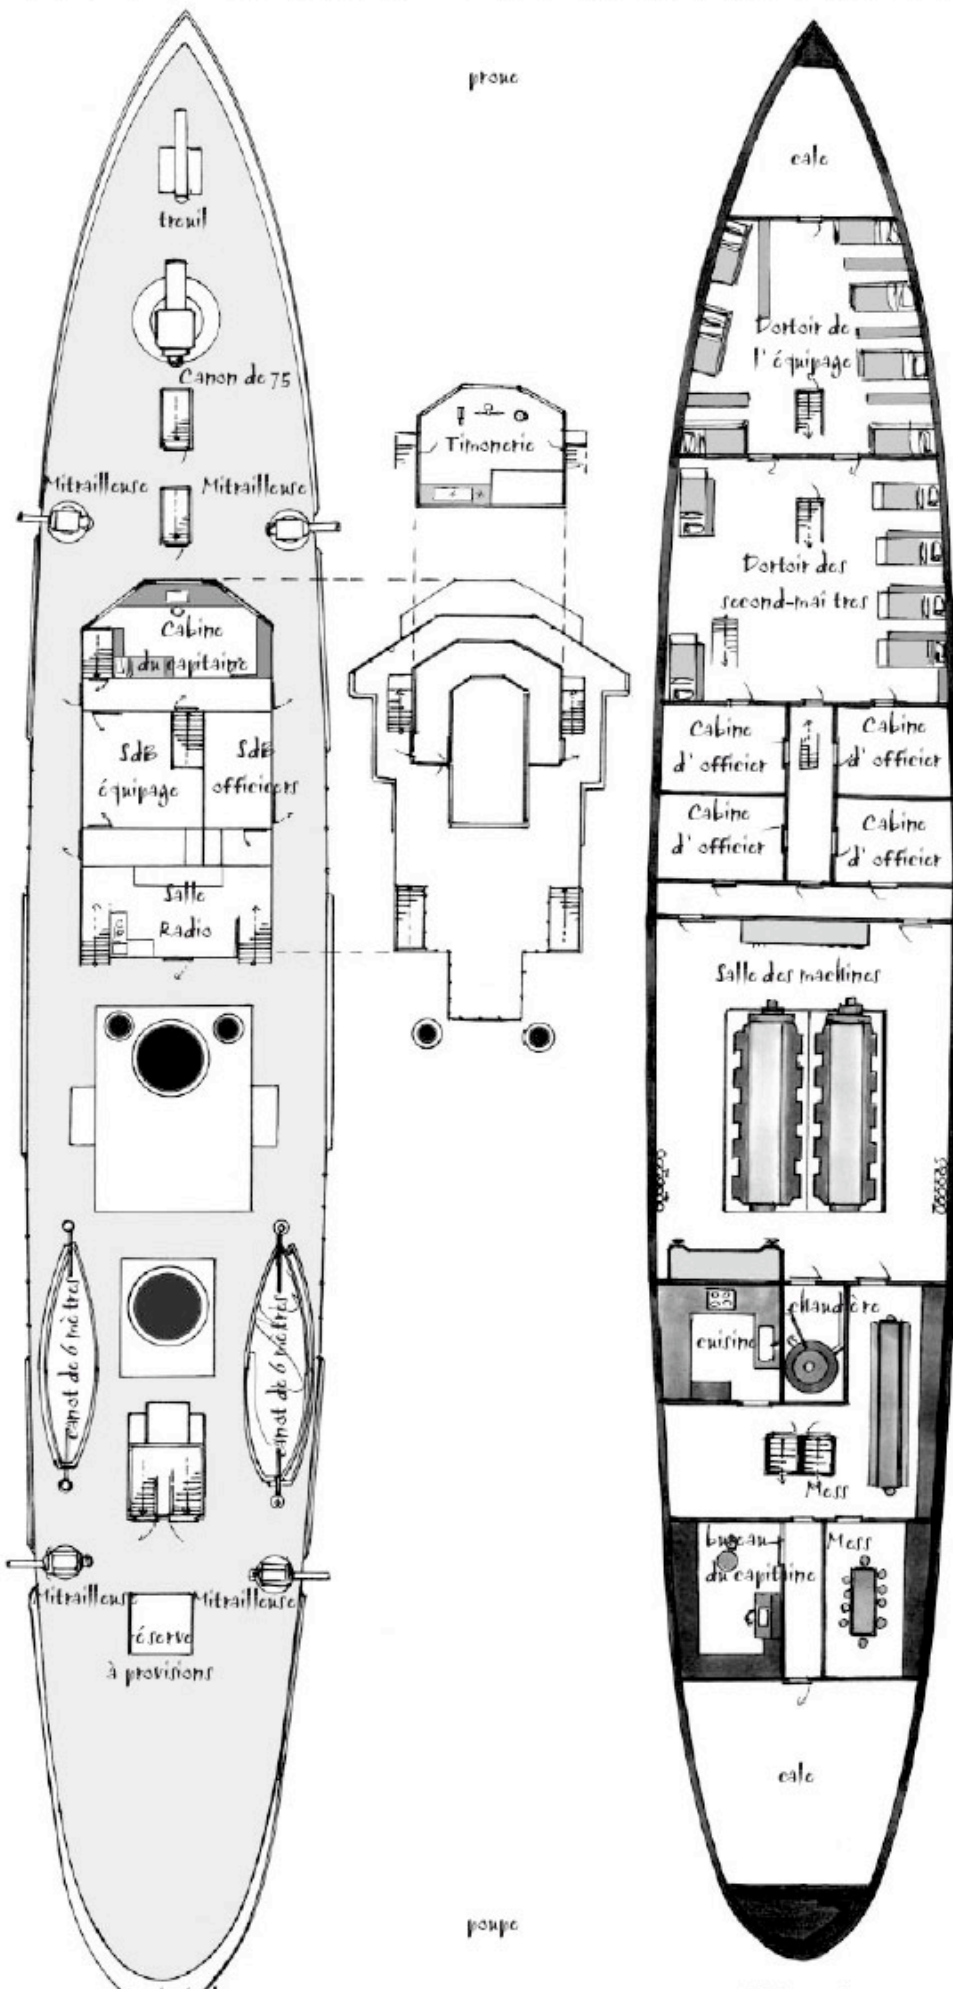 proue
treuil
Canon de 75
Mitrailleuse
Mitrailleuse
Cabine
du capitaine
SdB
équipage
SdB
officiers
Salle
Radio
canot de 6 mètres
canot de 6 mètres
Mitrailleuse
Mitrailleuse
réserve
à provisions
Timonerie
cale
Dortoir de
l'équipage
Dortoir des
second-maîtres
Cabine
d'officier
Cabine
d'officier
Cabine
d'officier
Cabine
d'officier
Salle des machines
chaudière
cuisine
Mess
bureau
du capitaine
Mess
cale
poupe